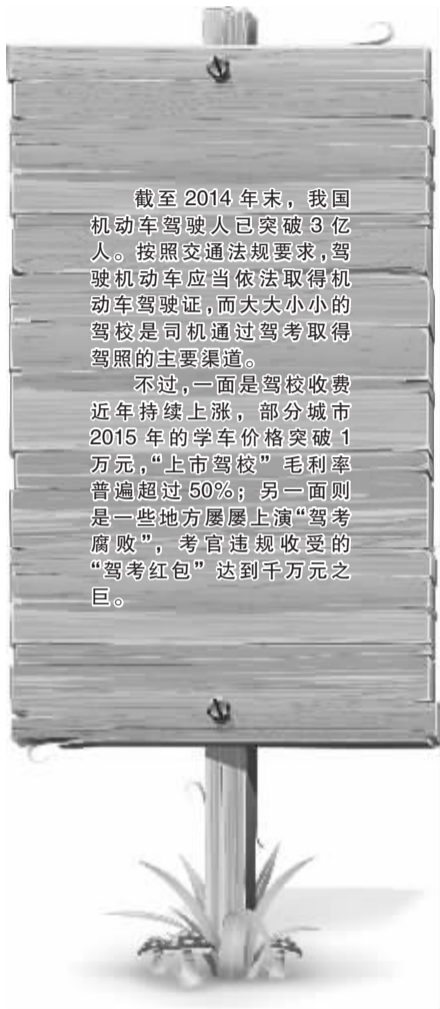 截至 2014 年末，我国
机动车驾驶人已突破 3 亿
人。按照交通法规要求,驾
驶机动车应当依法取得机
动车驾驶证,而大大小小的
驾校是司机通过驾考取得
驾照的主要渠道。
不过,一面是驾校收费
近年持续上涨，部分城市
2015 年的学车价格突破 1
万元,“上市驾校”毛利率
普遍超过 50%；另一面则
是一些地方屡屡上演“驾考
腐败”，考官违规收受的
“驾考红包”达到千万元之
巨。